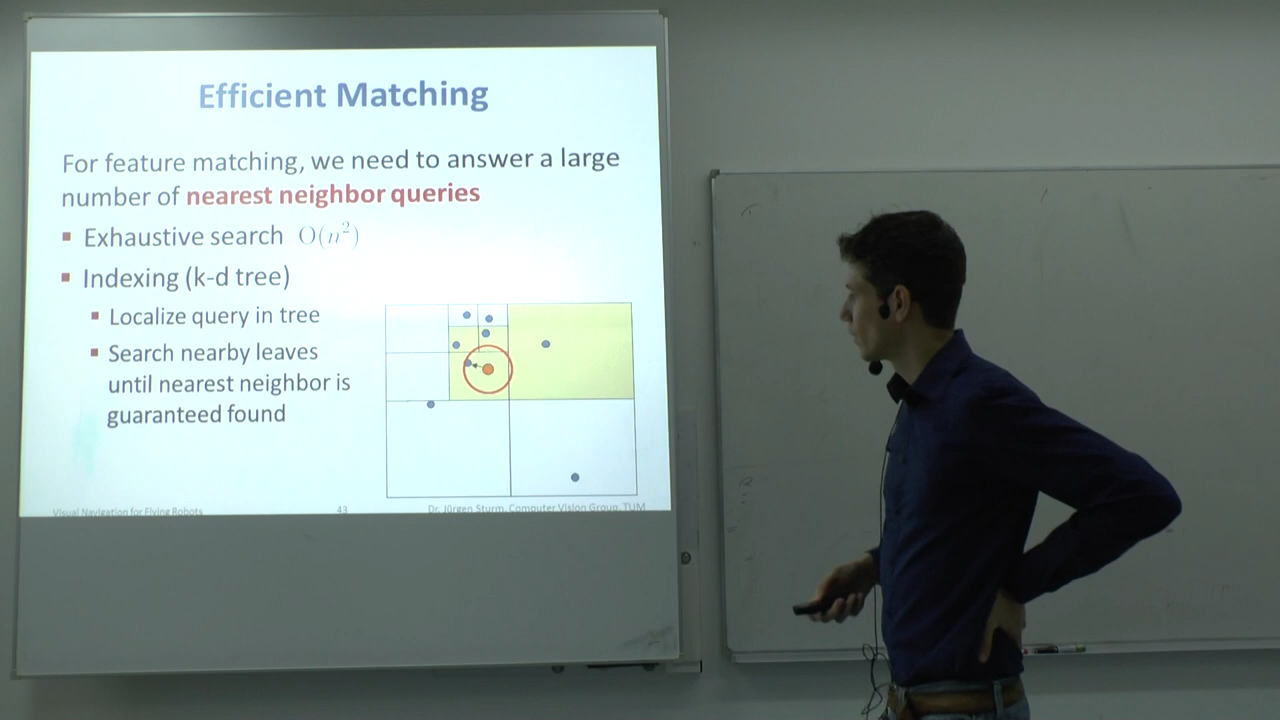 Efficient Matching
For feature matching, we need to answer a large
number of nearest neighbor queries
▪ Exhaustive search O(n²)
▪ Indexing (k-d tree)
▪ Localize query in tree
▪ Search nearby leaves
until nearest neighbor is
guaranteed found
Visual Navigation for Flying Robots 43 Dr. Jürgen Sturm, Computer Vision Group, TUM